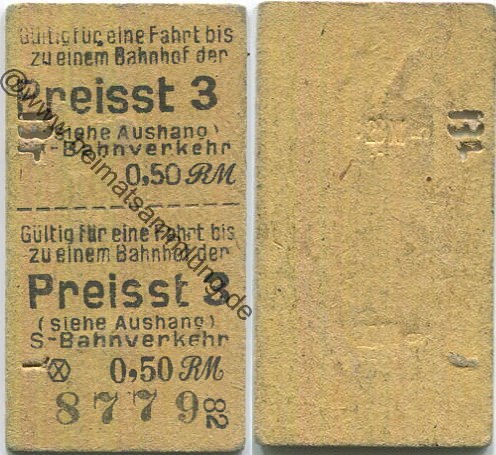 Gültig für eine Fahrt bis
zu einem Bahnhof der
Preisst 3
(siehe Aushang)
S-Bahnverkehr
0,50 RM
Gültig für eine Fahrt bis
zu einem Bahnhof der
Preisst 3
(siehe Aushang)
S-Bahnverkehr
0,50 RM
8779 82
©www.heimatsammlung.de
134